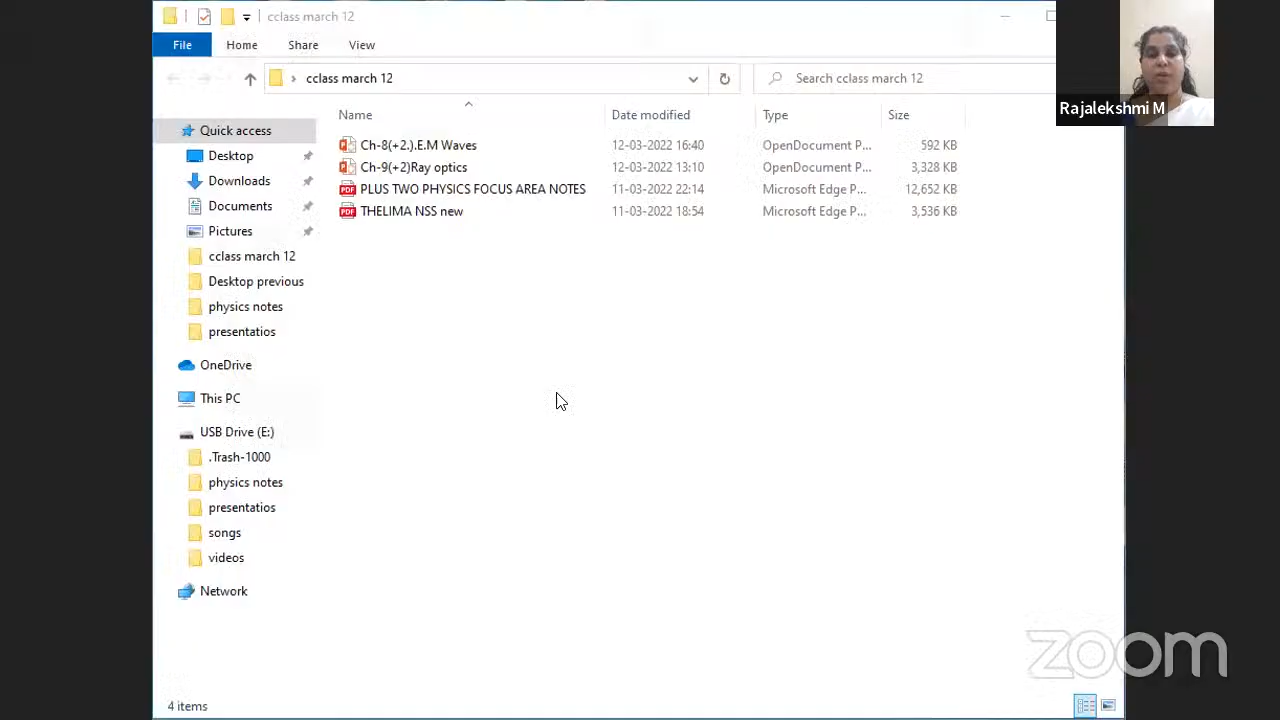 cclass march 12
File Home Share View
cclass march 12 Search cclass march 12
Name Date modified Type Size
Ch-8(+2.).E.M Waves 12-03-2022 16:40 OpenDocument P... 592 KB
Ch-9(+2)Ray optics 12-03-2022 13:10 OpenDocument P... 3,328 KB
PLUS TWO PHYSICS FOCUS AREA NOTES 11-03-2022 22:14 Microsoft Edge P... 12,652 KB
THELIMA NSS new 11-03-2022 18:54 Microsoft Edge P... 3,536 KB
Quick access
Desktop
Downloads
Documents
Pictures
cclass march 12
Desktop previous
physics notes
presentatios
OneDrive
This PC
USB Drive (E:)
.Trash-1000
physics notes
presentatios
songs
videos
Network
4 items
Rajalekshmi M
zoom